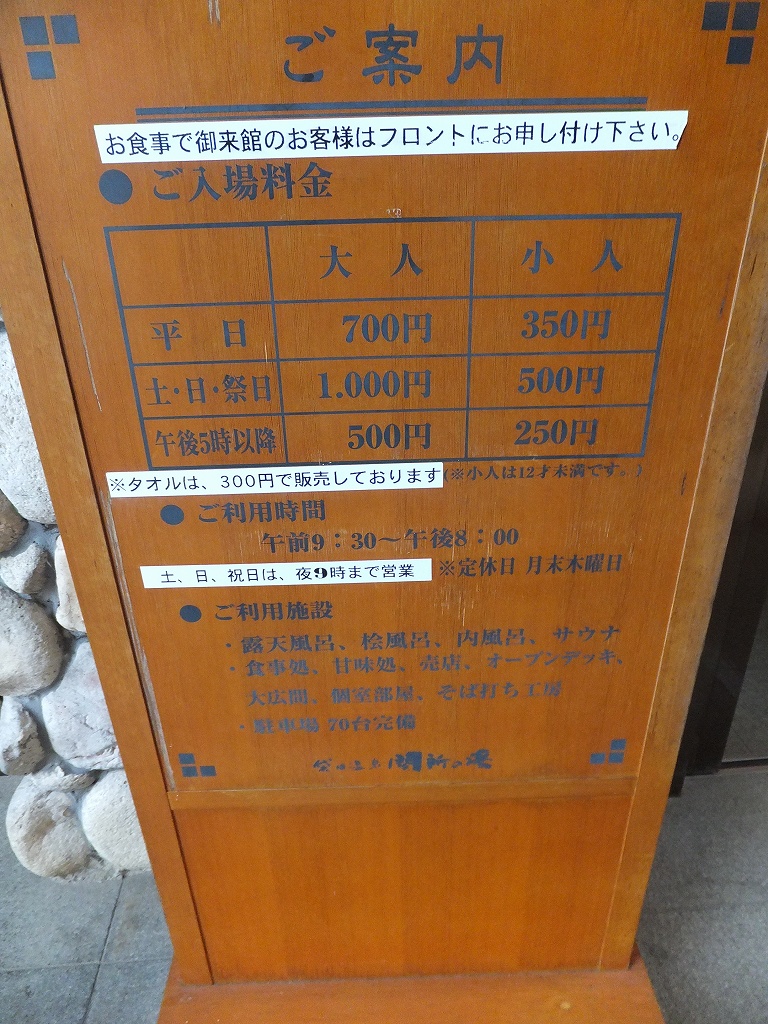 ご案内
お食事で御来館のお客様はフロントにお申し付け下さい。
● ご入場料金
大人 小人
平日 700円 350円
土・日・祭日 1.000円 500円
午後5時以降 500円 250円
※タオルは、300円で販売しております (※小人は12才未満です。)
● ご利用時間
午前9：30～午後8：00
土、日、祝日は、夜9時まで営業 ※定休日 月末木曜日
● ご利用施設
・露天風呂、桧風呂、内風呂、サウナ
・食事処、甘味処、売店、オープンデッキ、
大広間、個室部屋、そば打ち工房
・駐車場 70台完備
関所の湯